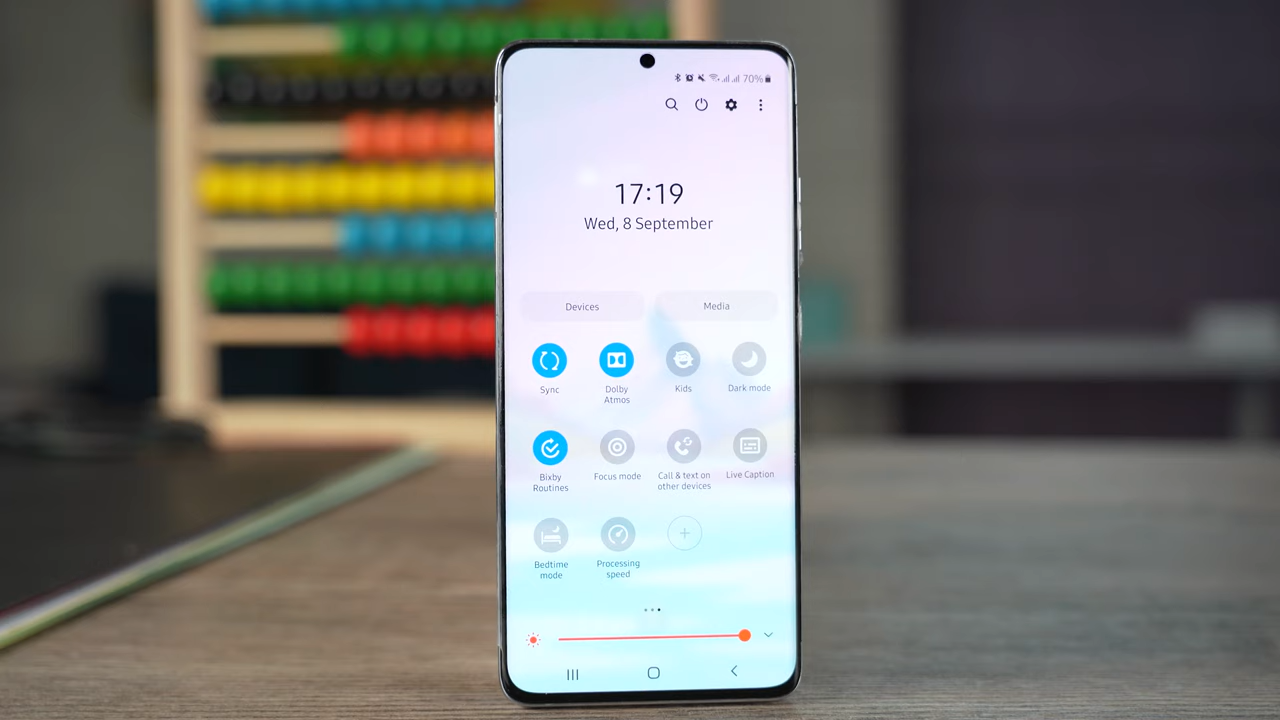 70%
17:19
Wed, 8 September
Devices Media
Sync Dolby Atmos Kids Dark mode
Bixby Routines Focus mode Call & text on other devices Live Caption
Bedtime mode Processing speed